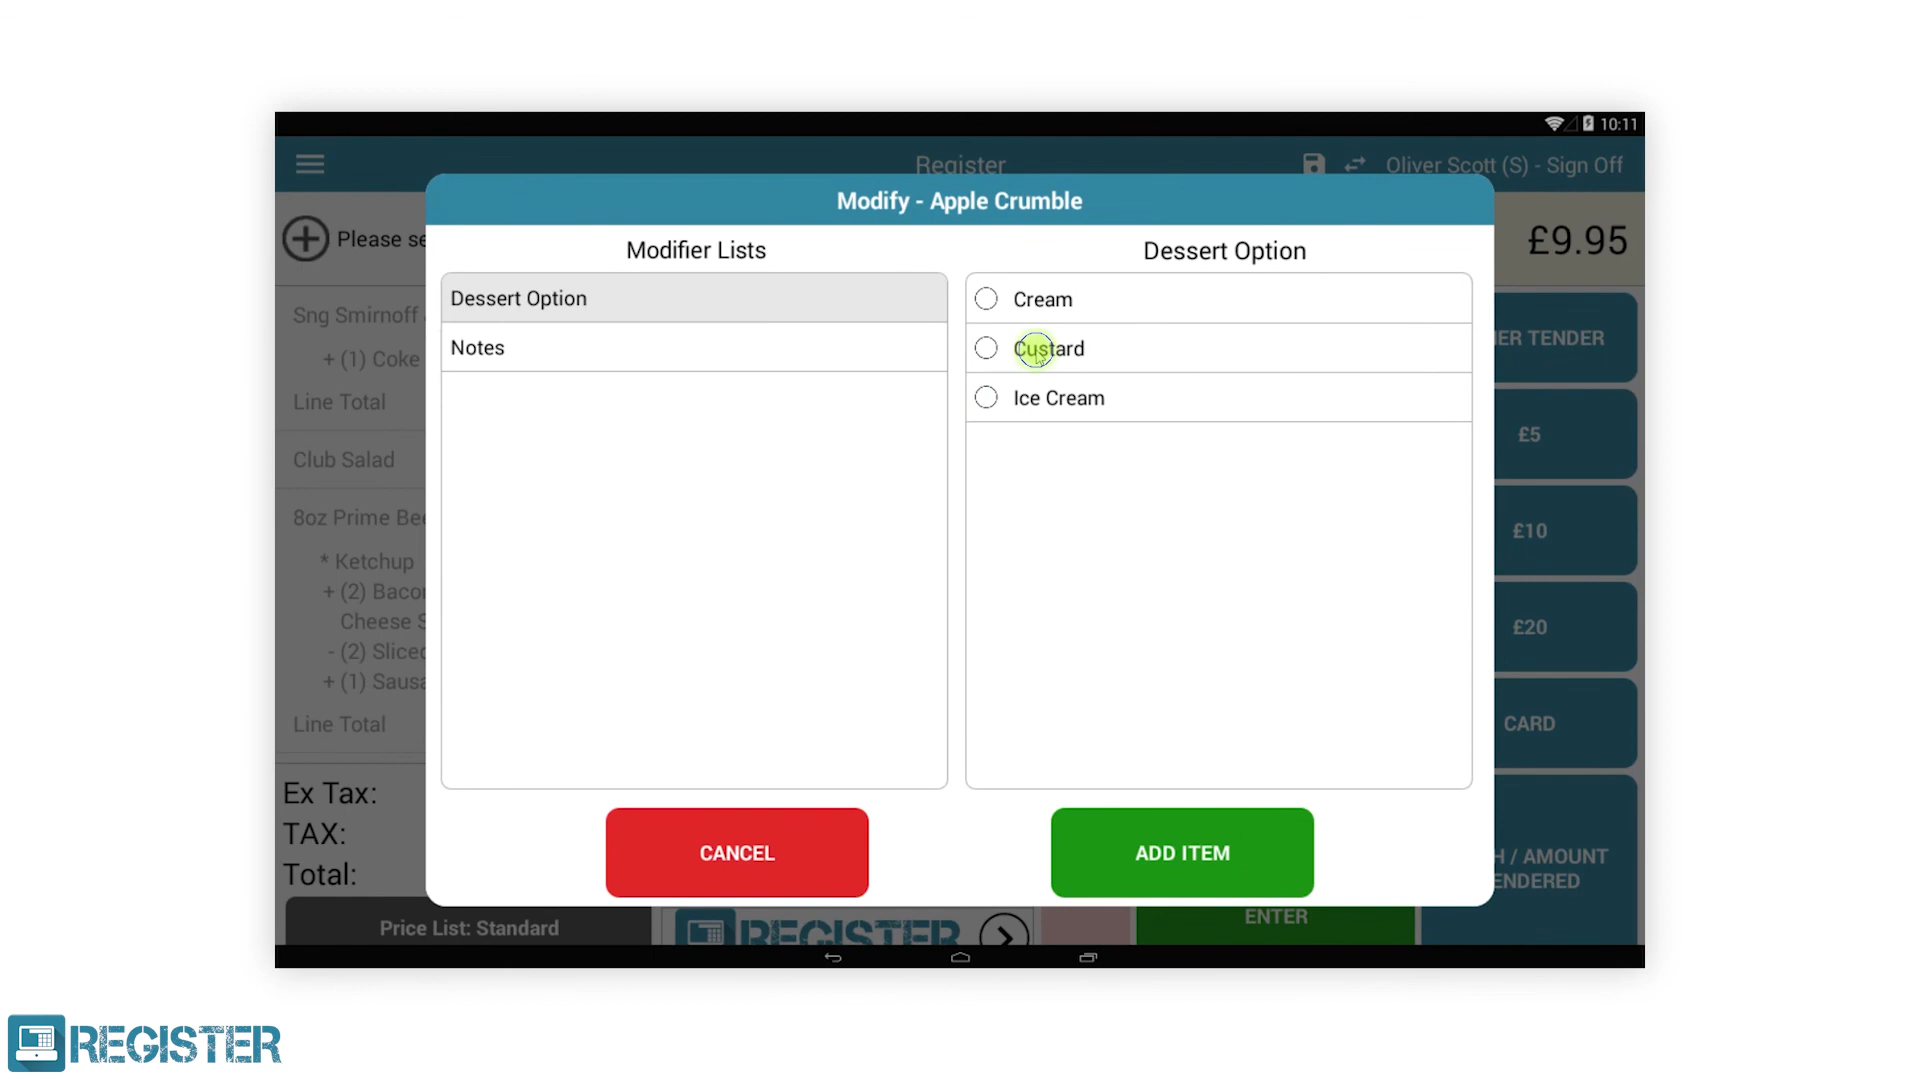 10:11
Register
Oliver Scott (S) - Sign Off
Modify - Apple Crumble
Please se
£9.95
Modifier Lists
Dessert Option
Dessert Option
Notes
Cream
Custard
Ice Cream
Sng Smirnoff
+ (1) Coke
Line Total
Club Salad
8oz Prime Bee
* Ketchup
+ (2) Bacon
Cheese S
- (2) Sliced
+ (1) Sausa
Line Total
ER TENDER
£5
£10
£20
CARD
H / AMOUNT
ENDERED
Ex Tax:
TAX:
Total:
CANCEL
ADD ITEM
Price List: Standard
REGISTER
ENTER
REGISTER